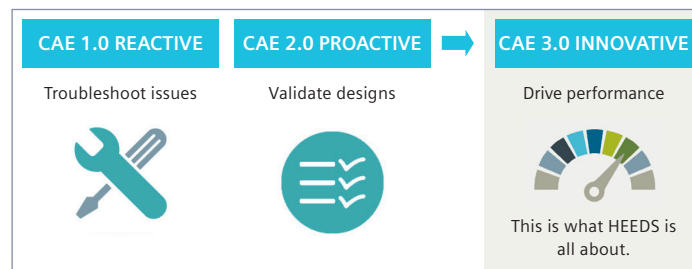 CAE 1.0 REACTIVE
Troubleshoot issues
CAE 2.0 PROACTIVE
Validate designs
CAE 3.0 INNOVATIVE
Drive performance
This is what HEEDS is
all about.